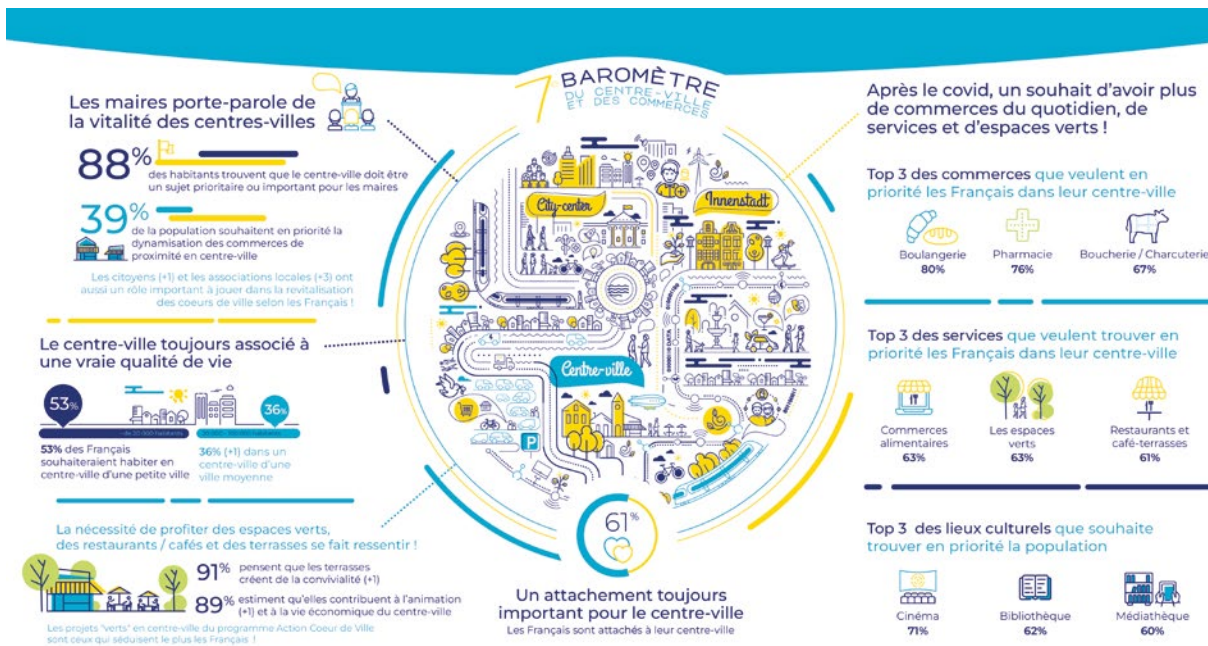 7e BAROMÈTRE
DU CENTRE-VILLE
ET DES COMMERCES
Les maires porte-parole de
la vitalité des centres-villes
88%
des habitants trouvent que le centre-ville doit être
un sujet prioritaire ou important pour les maires
39%
de la population souhaitent en priorité la
dynamisation des commerces de
proximité en centre-ville
Les citoyens (+1) et les associations locales (+3) ont
aussi un rôle important à jouer dans la revitalisation
des coeurs de ville selon les Français !
Le centre-ville toujours associé à
une vraie qualité de vie
53%
36%
53% des Français
souhaiteraient habiter en
centre-ville d'une petite ville
36% (+1) dans un
centre-ville d'une
ville moyenne
La nécessité de profiter des espaces verts,
des restaurants / cafés et des terrasses se fait ressentir !
91% pensent que les terrasses
créent de la convivialité (+1)
89% estiment qu'elles contribuent à l'animation
(+1) et à la vie économique du centre-ville
Les projets "verts" en centre-ville du programme Action Coeur de Ville
sont ceux qui séduisent le plus les Français !
City-center
Innenstadt
Centre-ville
P
61%
Un attachement toujours
important pour le centre-ville
Les Français sont attachés à leur centre-ville
Après le covid, un souhait d'avoir plus
de commerces du quotidien, de
services et d'espaces verts !
Top 3 des commerces que veulent en
priorité les Français dans leur centre-ville
Boulangerie
80%
Pharmacie
76%
Boucherie / Charcuterie
67%
Top 3 des services que veulent trouver en
priorité les Français dans leur centre-ville
Commerces
alimentaires
63%
Les espaces
verts
63%
Restaurants et
café-terrasses
61%
Top 3 des lieux culturels que souhaite
trouver en priorité la population
Cinéma
71%
Bibliothèque
62%
Médiathèque
60%